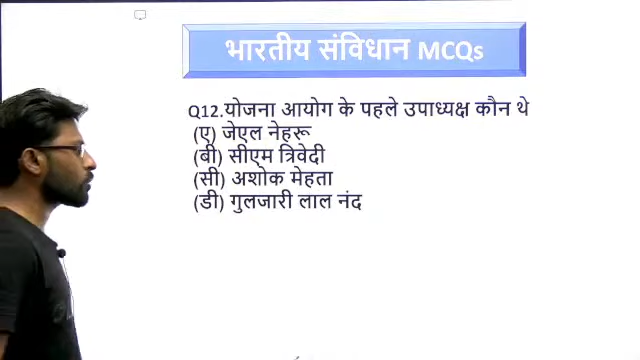 भारतीय संविधान MCQs
Q12.योजना आयोग के पहले उपाध्यक्ष कौन थे
(ए) जेएल नेहरू
(बी) सीएम त्रिवेदी
(सी) अशोक मेहता
(डी) गुलजारी लाल नंद